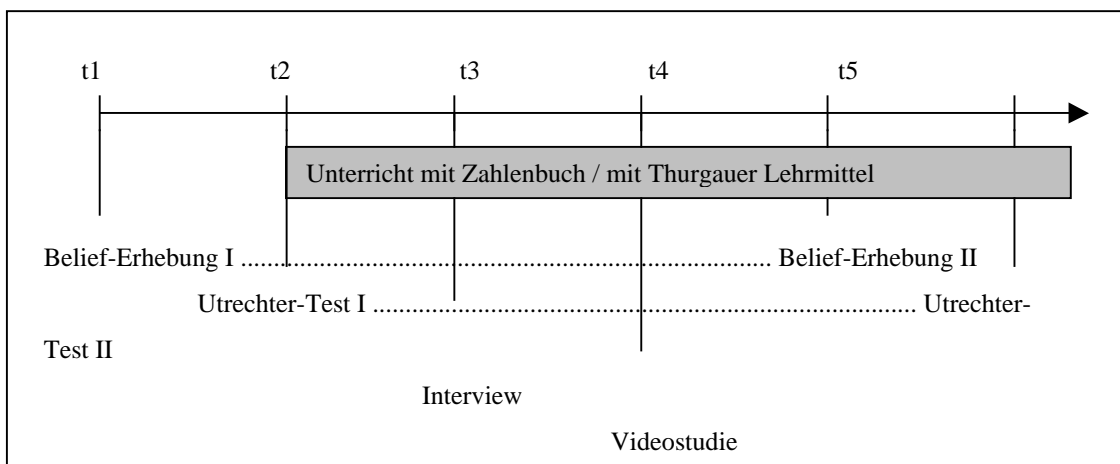 t1 t2 t3 t4 t5
Unterricht mit Zahlenbuch / mit Thurgauer Lehrmittel
Belief-Erhebung I ................................................................................. Belief-Erhebung II
Utrechter-Test I .................................................................................. Utrechter-
Test II
Interview
Videostudie